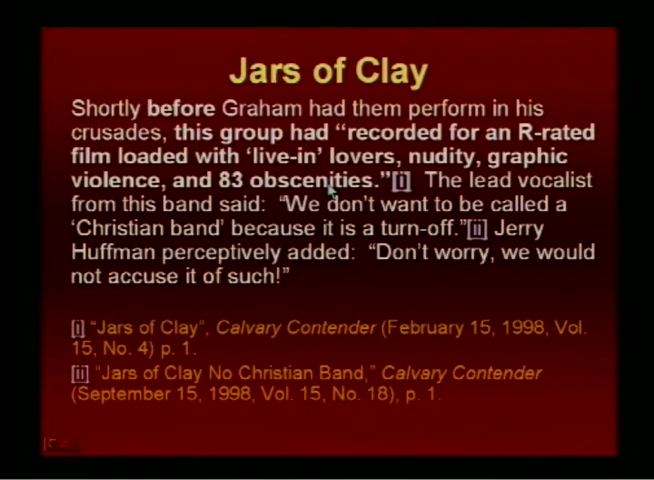 Jars of Clay
Shortly before Graham had them perform in his
crusades, this group had “recorded for an R-rated
film loaded with ‘live-in’ lovers, nudity, graphic
violence, and 83 obscenities.”[i] The lead vocalist
from this band said: “We don’t want to be called a
‘Christian band’ because it is a turn-off.”[ii] Jerry
Huffman perceptively added: “Don’t worry, we would
not accuse it of such!”
[i] “Jars of Clay”, Calvary Contender (February 15, 1998, Vol.
15, No. 4) p. 1.
[ii] “Jars of Clay No Christian Band,” Calvary Contender
(September 15, 1998, Vol. 15, No. 18), p. 1.